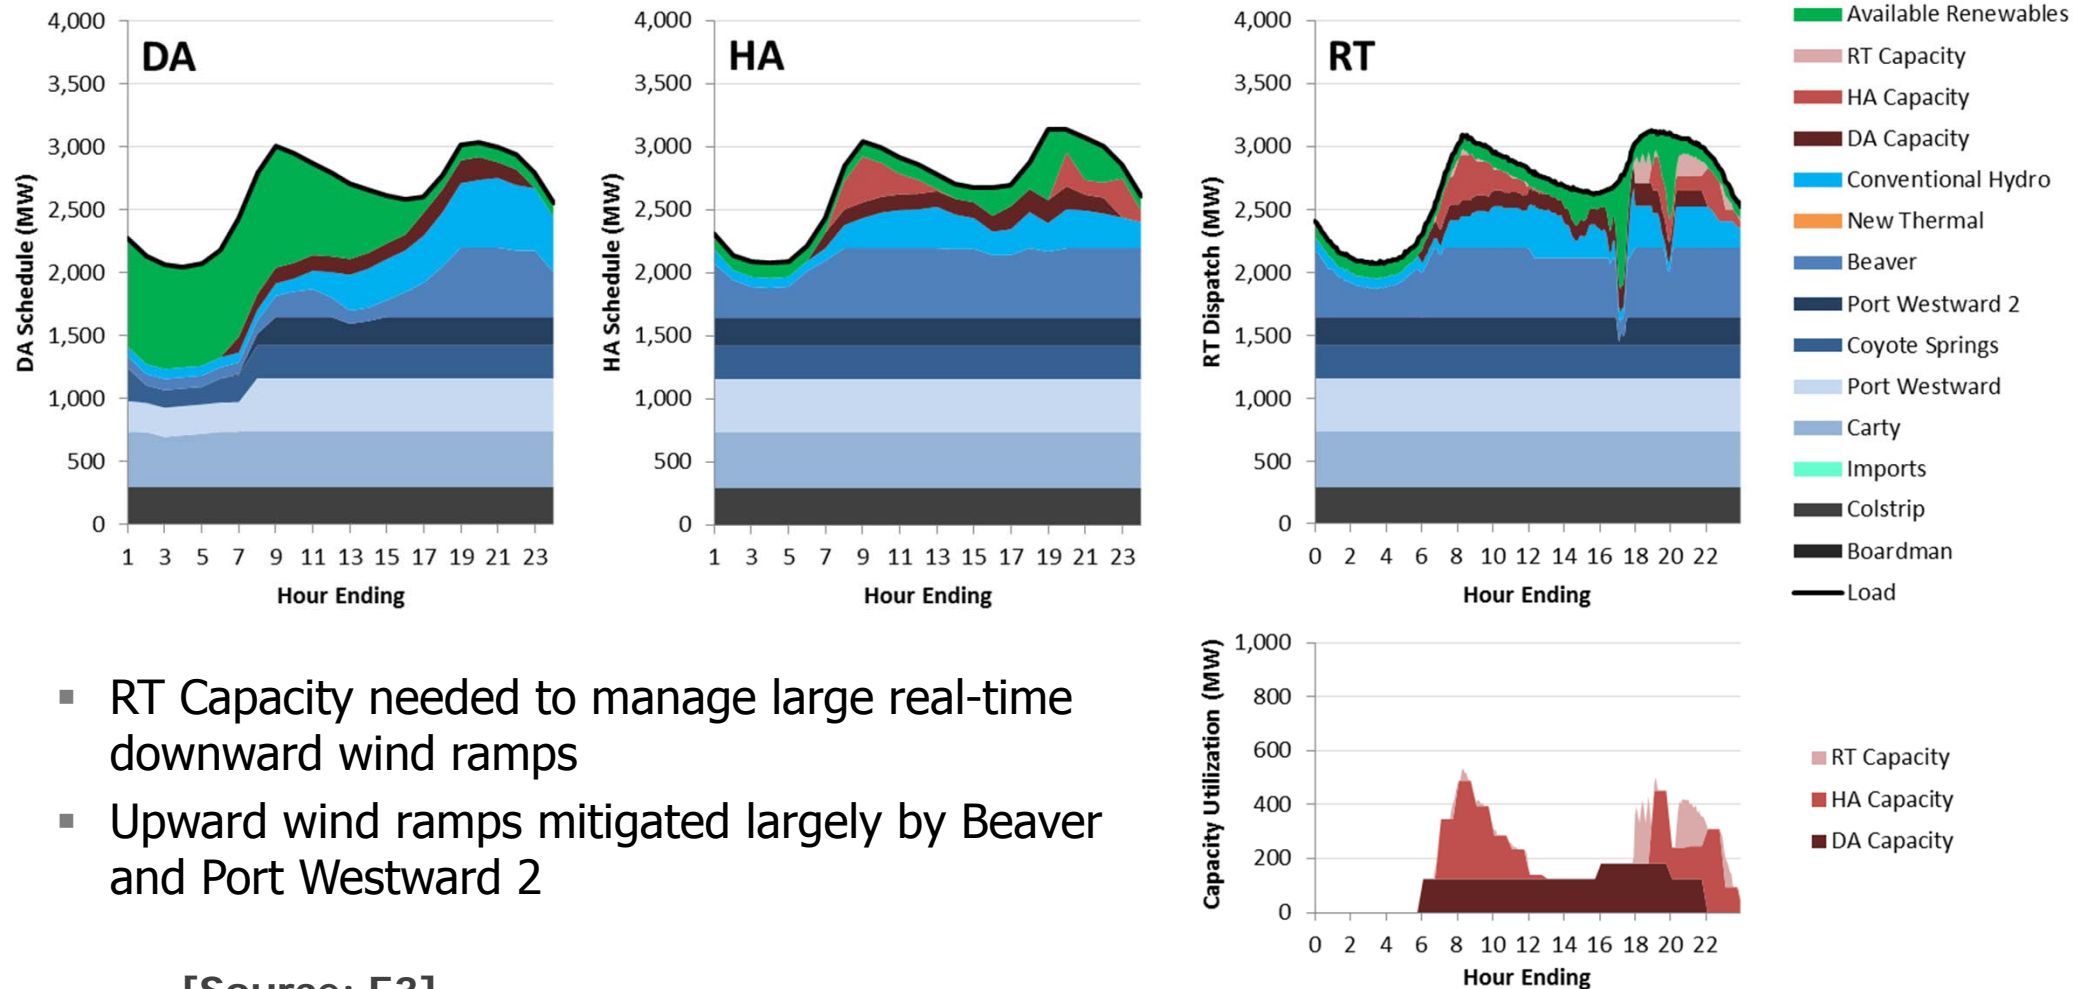 4,000
3,500
3,000
2,500
2,000
1,500
1,000
500
0
DA
DA Schedule (MW)
1 3 5 7 9 11 13 15 17 19 21 23
Hour Ending
4,000
3,500
3,000
2,500
2,000
1,500
1,000
500
0
HA
HA Schedule (MW)
1 3 5 7 9 11 13 15 17 19 21 23
Hour Ending
4,000
3,500
3,000
2,500
2,000
1,500
1,000
500
0
RT
RT Dispatch (MW)
0 2 4 6 8 10 12 14 16 18 20 22
Hour Ending
Available Renewables
RT Capacity
HA Capacity
DA Capacity
Conventional Hydro
New Thermal
Beaver
Port Westward 2
Coyote Springs
Port Westward
Carty
Imports
Colstrip
Boardman
Load
▪ RT Capacity needed to manage large real-time
downward wind ramps
▪ Upward wind ramps mitigated largely by Beaver
and Port Westward 2
1,000
800
600
400
200
0
Capacity Utilization (MW)
0 2 4 6 8 10 12 14 16 18 20 22
Hour Ending
RT Capacity
HA Capacity
DA Capacity
[Source: E3]